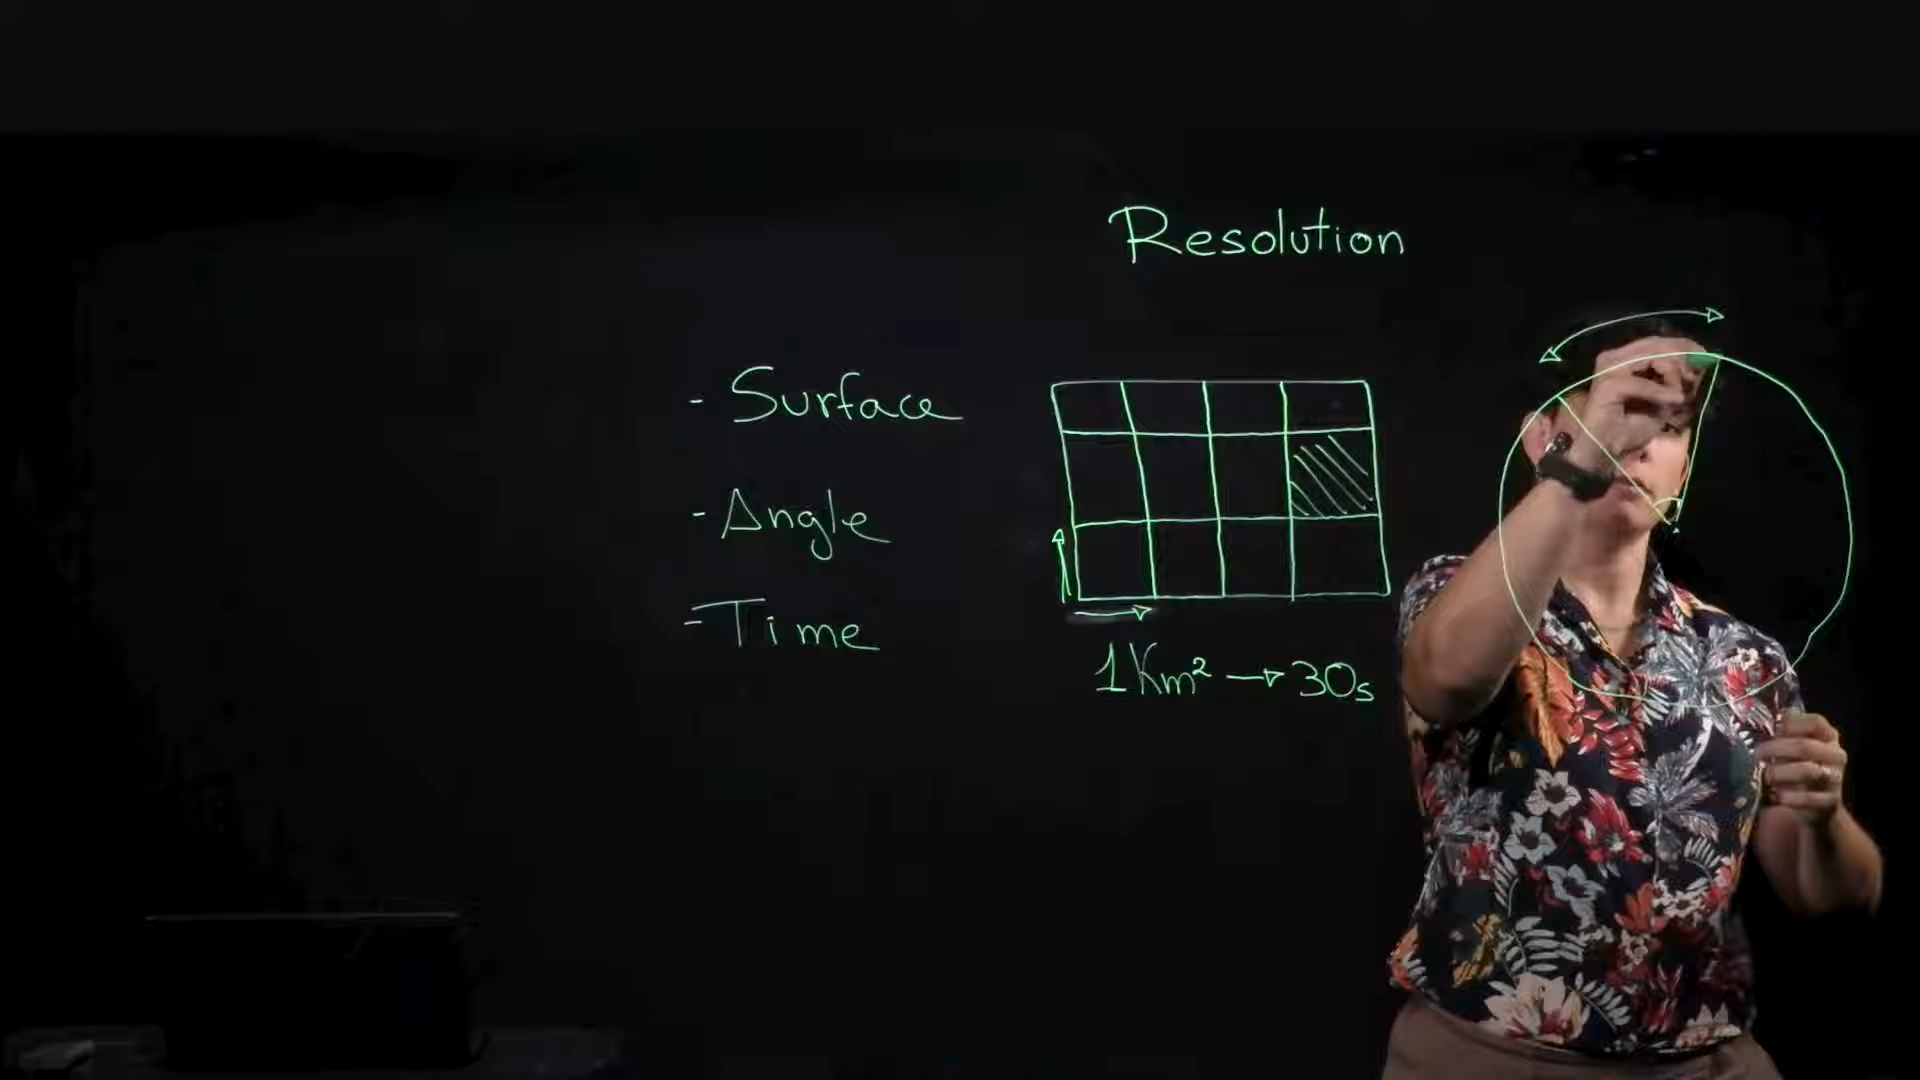 Resolution
- Surface
- Angle
- Time
1 Km² → 30s